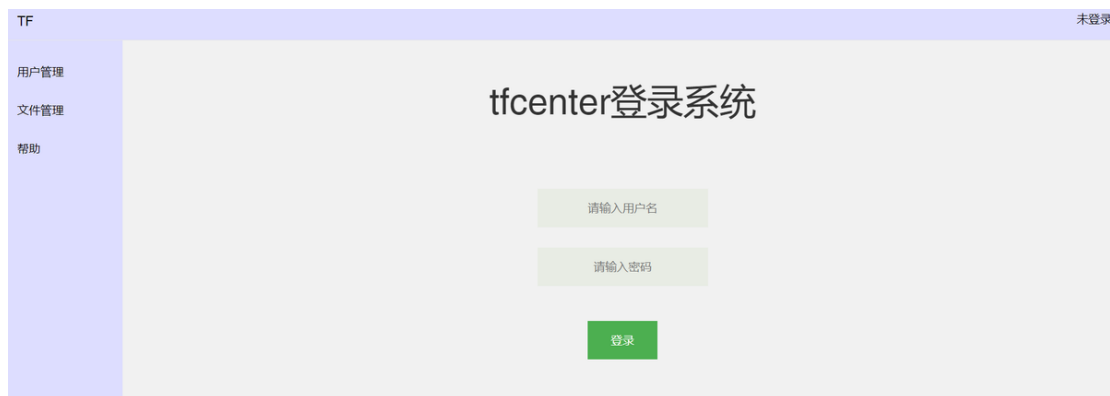 TF
未登录
用户管理
文件管理
帮助
tfcenter登录系统
请输入用户名
请输入密码
登录